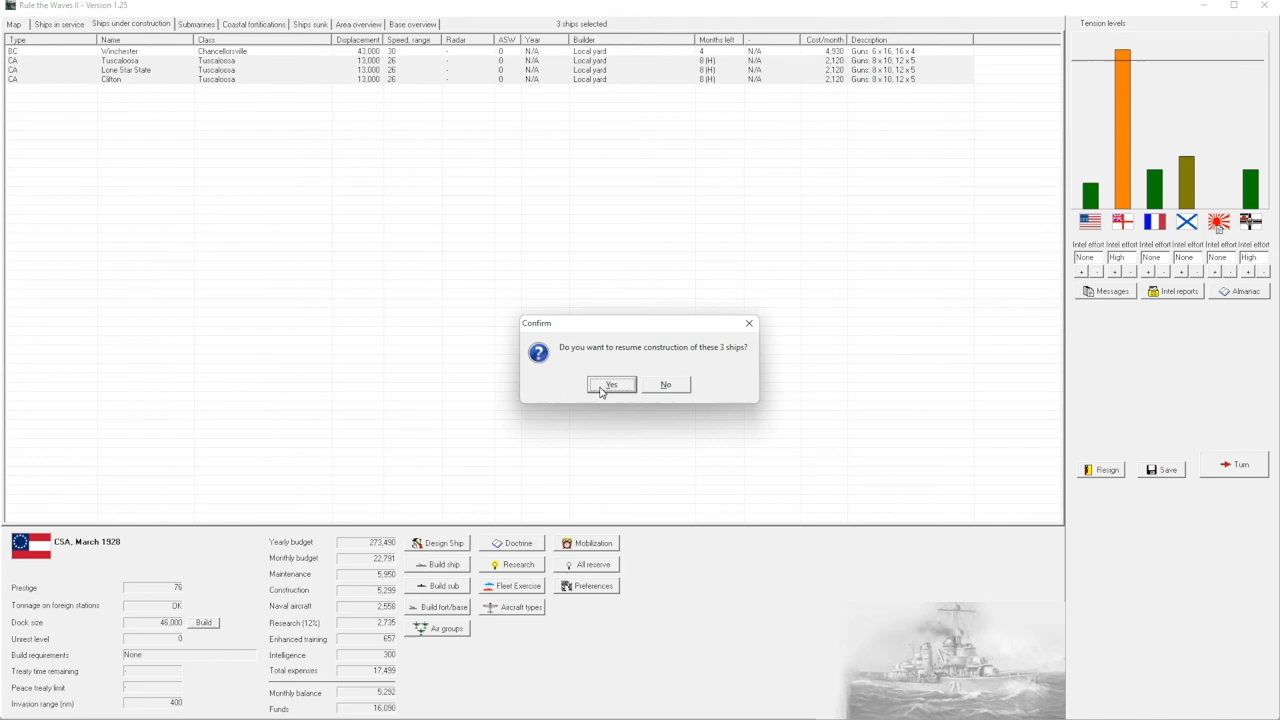 Rule the Waves II - Version 1.25
Map Ships in service Ships under construction Submarines Coastal fortifications Ships sunk Area overview Base overview 3 ships selected
Type Name Class Displacement Speed, range Radar ASW Year Builder Months left - Cost/month Description
BC Winchester Chancellorsville 43,000 30 - 0 N/A Local yard 4 N/A 4,930 Guns: 6 x 16, 16 x 4
CA Tuscaloosa Tuscaloosa 13,000 26 - 0 N/A Local yard 8 (H) N/A 2,120 Guns: 8 x 10, 12 x 5
CA Lone Star State Tuscaloosa 13,000 26 - 0 N/A Local yard 8 (H) N/A 2,120 Guns: 8 x 10, 12 x 5
CA Clifton Tuscaloosa 13,000 26 - 0 N/A Local yard 8 (H) N/A 2,120 Guns: 8 x 10, 12 x 5
Confirm
Do you want to resume construction of these 3 ships?
Yes No
Tension levels
Intel effort Intel effort Intel effort Intel effort Intel effort Intel effort
None High None None None High
+ - + - + - + - + - + -
Messages Intel reports Almanac
Resign Save Turn
CSA, March 1928
Prestige 76
Tonnage on foreign stations OK
Dock size 46,000 Build
Unrest level 0
Build requirements None
Treaty time remaining -
Peace treaty limit -
Invasion range (nm) 400
Yearly budget 273,490
Monthly budget 22,791
Maintenance 5,950
Construction 5,299
Naval aircraft 2,558
Research (12%) 2,735
Enhanced training 657
Intelligence 300
Total expenses 17,499
Monthly balance 5,292
Funds 16,090
Design Ship Doctrine Mobilization
Build ship Research All reserve
Build sub Fleet Exercise Preferences
Build fort/base Aircraft types
Air groups